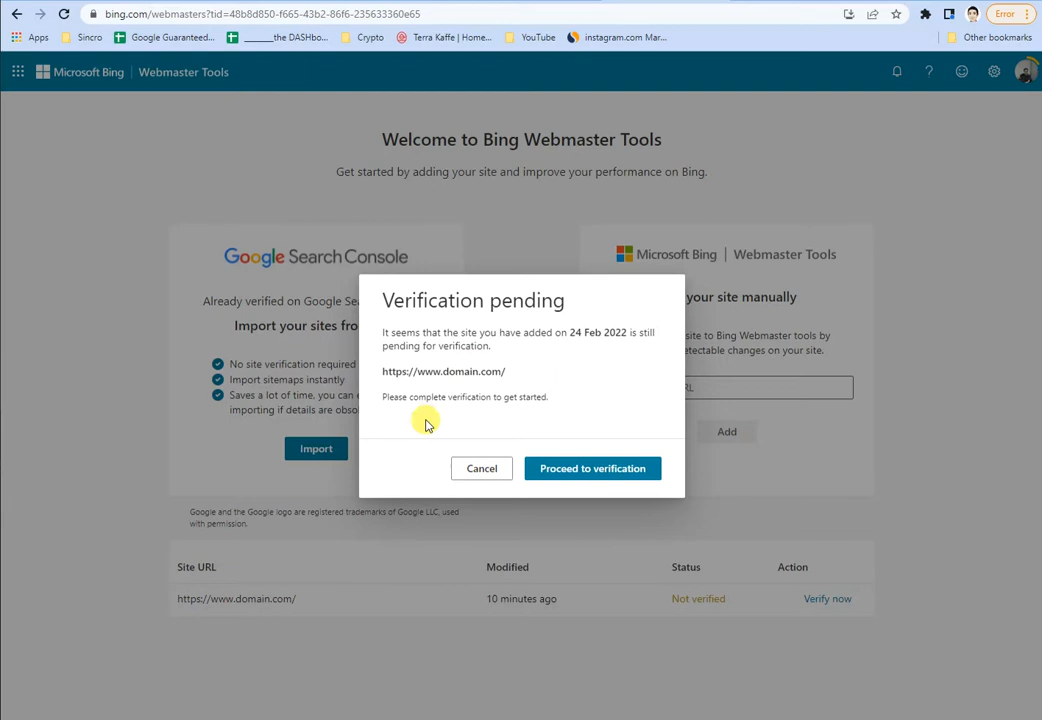 bing.com/webmasters?tid=48b8d850-f665-43b2-86f6-235633360e65
Error
Apps
Sincro
Google Guaranteed...
______the DASHbo...
Crypto
Terra Kaffe | Home...
YouTube
instagram.com Mar...
Other bookmarks
Microsoft Bing
Webmaster Tools
?
Welcome to Bing Webmaster Tools
Get started by adding your site and improve your performance on Bing.
Google Search Console
Already verified on Google Sea
Import your sites from
No site verification required
Import sitemaps instantly
Saves a lot of time, you can e
importing if details are obso
Import
Microsoft Bing | Webmaster Tools
your site manually
site to Bing Webmaster tools by
etectable changes on your site.
RL
Add
Verification pending
It seems that the site you have added on 24 Feb 2022 is still
pending for verification.
https://www.domain.com/
Please complete verification to get started.
Cancel
Proceed to verification
Google and the Google logo are registered trademarks of Google LLC, used
with permission.
Site URL
Modified
Status
Action
https://www.domain.com/
10 minutes ago
Not verified
Verify now